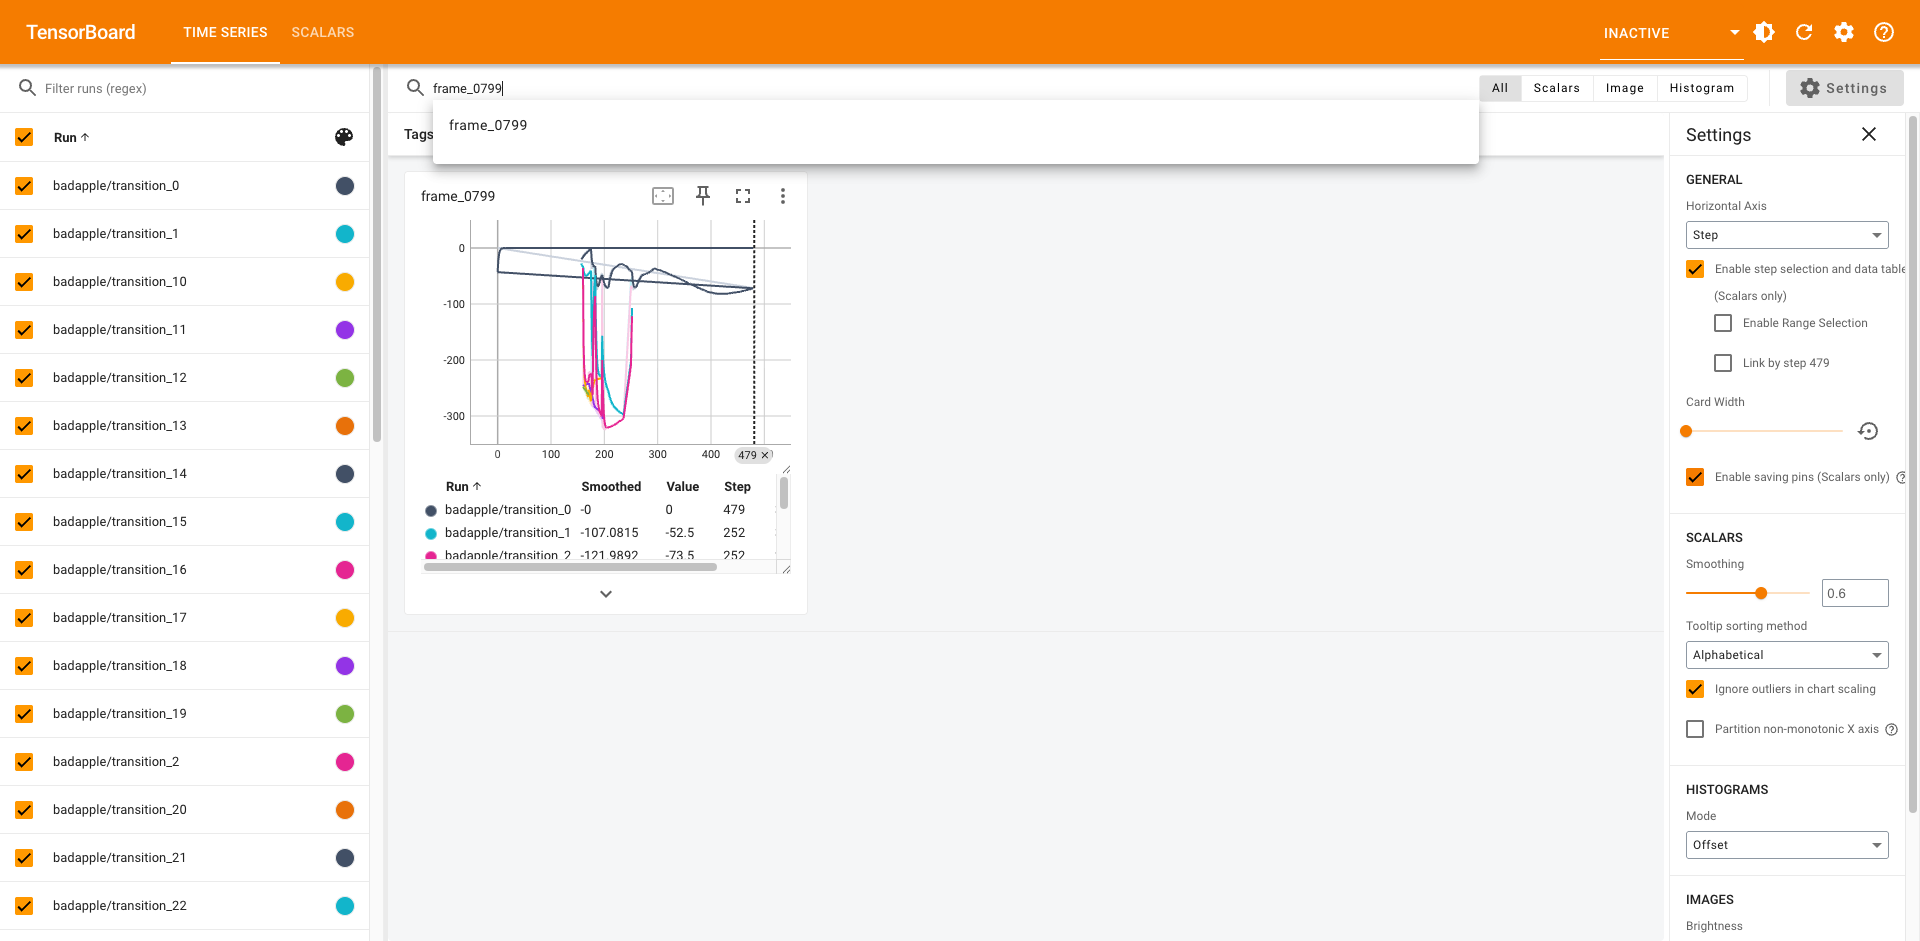 TensorBoard TIME SERIES SCALARS INACTIVE
Filter runs (regex)
frame_0799
All Scalars Image Histogram
Settings
frame_0799
Run
Tags
badapple/transition_0
badapple/transition_1
badapple/transition_10
badapple/transition_11
badapple/transition_12
badapple/transition_13
badapple/transition_14
badapple/transition_15
badapple/transition_16
badapple/transition_17
badapple/transition_18
badapple/transition_19
badapple/transition_2
badapple/transition_20
badapple/transition_21
badapple/transition_22
frame_0799
0
-100
-200
-300
0 100 200 300 400 479
Run Smoothed Value Step
badapple/transition_0 -0 0 479
badapple/transition_1 -107.0815 -52.5 252
badapple/transition_2 -121.9892 -73.5 252
Settings
GENERAL
Horizontal Axis
Step
Enable step selection and data table
(Scalars only)
Enable Range Selection
Link by step 479
Card Width
Enable saving pins (Scalars only)
SCALARS
Smoothing
0.6
Tooltip sorting method
Alphabetical
Ignore outliers in chart scaling
Partition non-monotonic X axis
HISTOGRAMS
Mode
Offset
IMAGES
Brightness